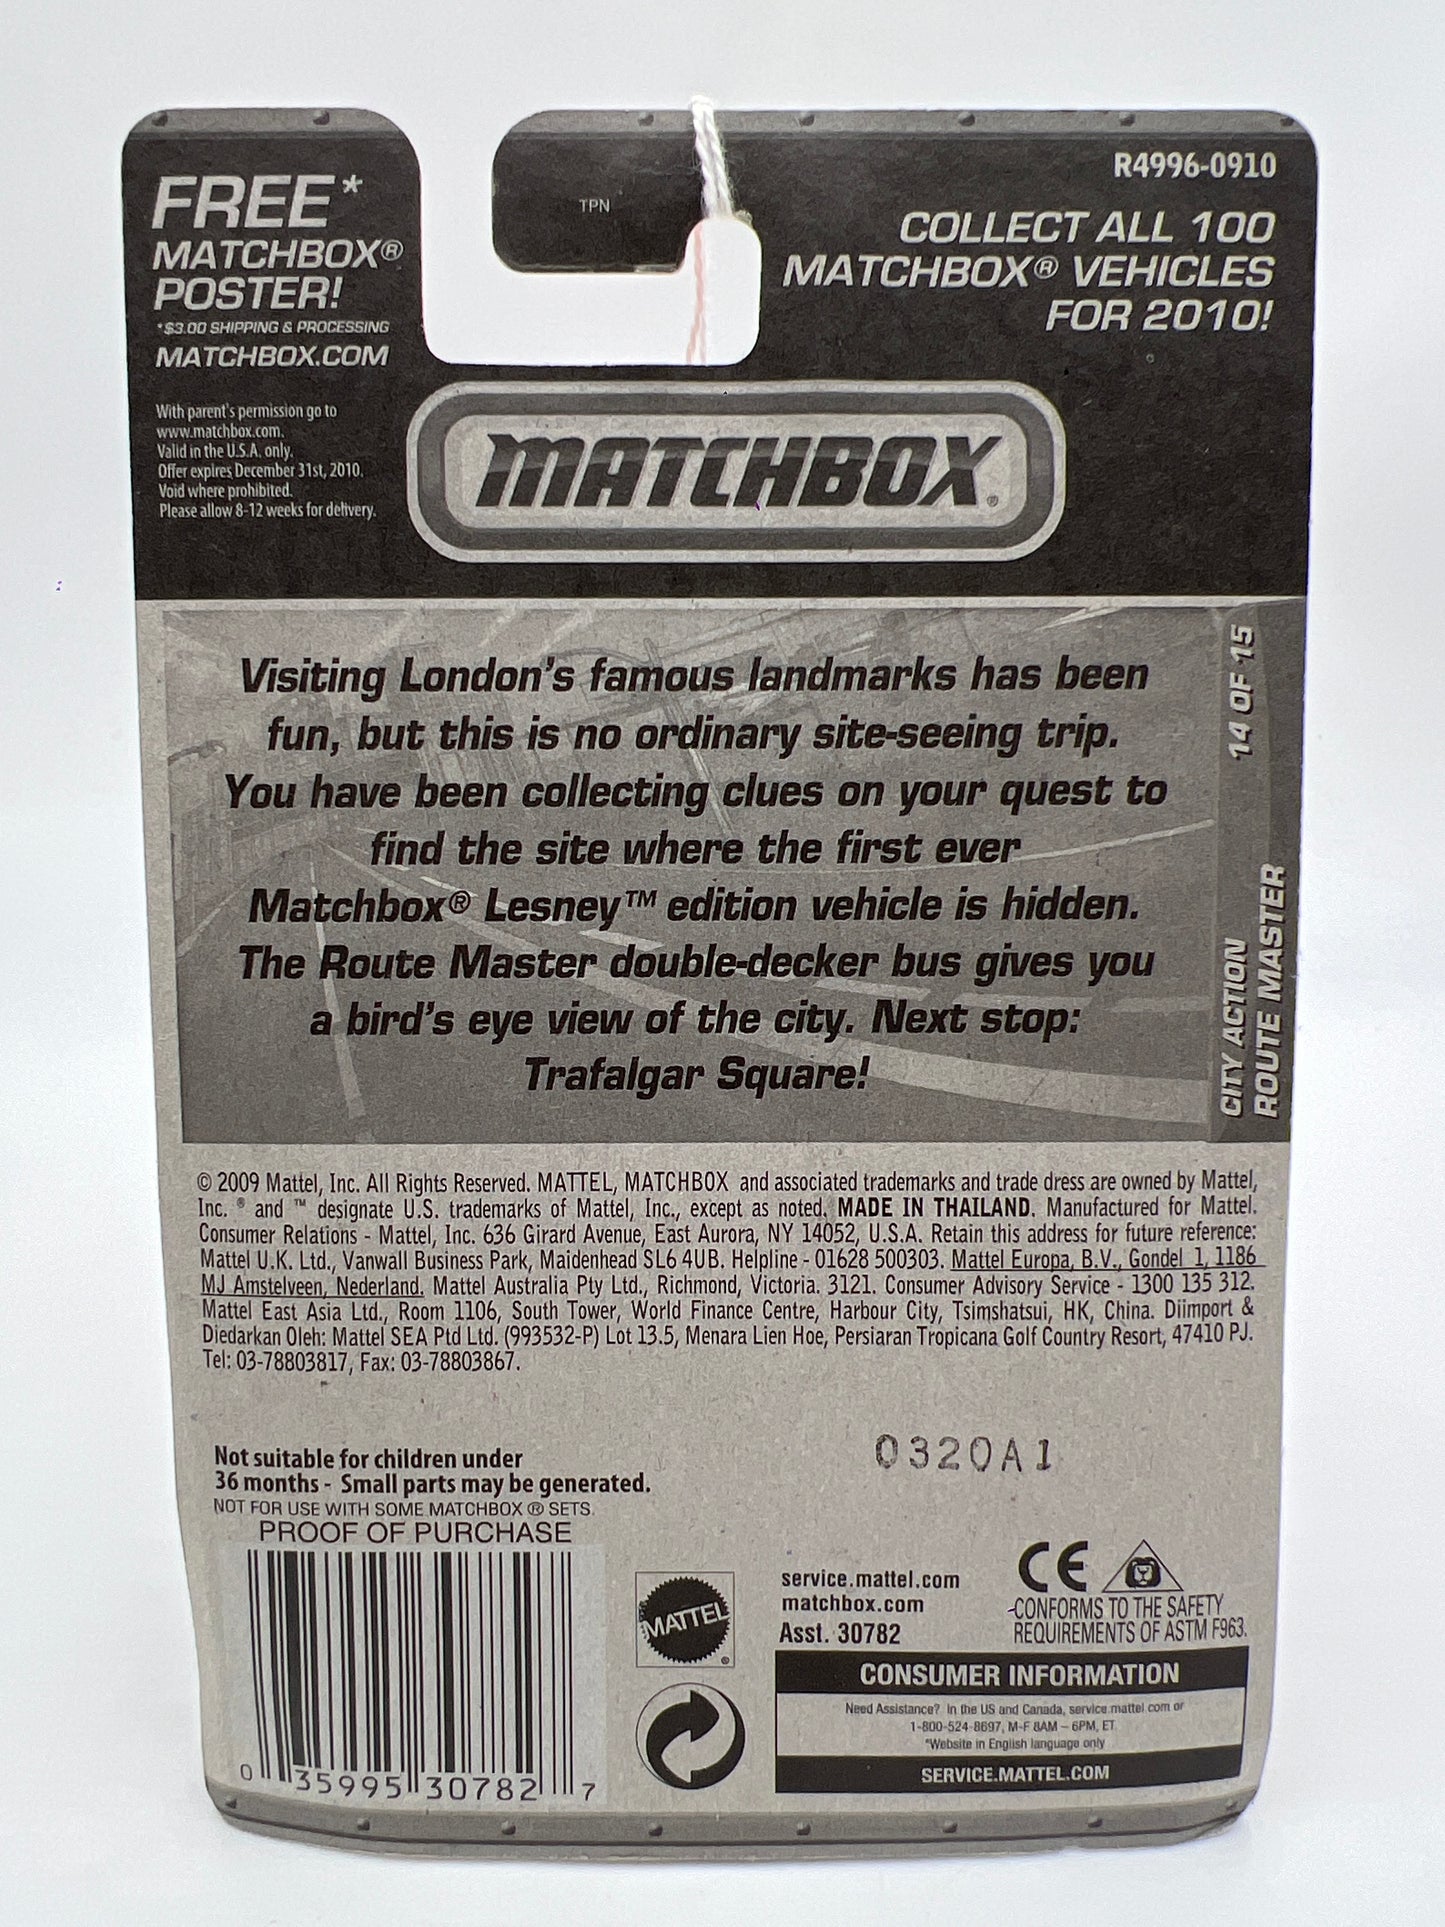 FREE*
MATCHBOX®
POSTER!
*$3.00 SHIPPING & PROCESSING
MATCHBOX.COM
With parent's permission go to
www.matchbox.com.
Valid in the U.S.A. only.
Offer expires December 31st, 2010.
Void where prohibited.
Please allow 8-12 weeks for delivery.
TPN
R4996-0910
COLLECT ALL 100
MATCHBOX® VEHICLES
FOR 2010!
MATCHBOX®
Visiting London's famous landmarks has been
fun, but this is no ordinary site-seeing trip.
You have been collecting clues on your quest to
find the site where the first ever
Matchbox® Lesney™ edition vehicle is hidden.
The Route Master double-decker bus gives you
a bird's eye view of the city. Next stop:
Trafalgar Square!
14 OF 15
CITY ACTION
ROUTE MASTER
© 2009 Mattel, Inc. All Rights Reserved. MATTEL, MATCHBOX and associated trademarks and trade dress are owned by Mattel,
Inc. ® and ™ designate U.S. trademarks of Mattel, Inc., except as noted. MADE IN THAILAND. Manufactured for Mattel.
Consumer Relations - Mattel, Inc. 636 Girard Avenue, East Aurora, NY 14052, U.S.A. Retain this address for future reference:
Mattel U.K. Ltd., Vanwall Business Park, Maidenhead SL6 4UB. Helpline - 01628 500303. Mattel Europa, B.V., Gondel 1, 1186
MJ Amstelveen, Nederland. Mattel Australia Pty Ltd., Richmond, Victoria. 3121. Consumer Advisory Service - 1300 135 312.
Mattel East Asia Ltd., Room 1106, South Tower, World Finance Centre, Harbour City, Tsimshatsui, HK, China. Diimport &
Diedarkan Oleh: Mattel SEA Ptd Ltd. (993532-P) Lot 13.5, Menara Lien Hoe, Persiaran Tropicana Golf Country Resort, 47410 PJ.
Tel: 03-78803817, Fax: 03-78803867.
Not suitable for children under
36 months - Small parts may be generated.
NOT FOR USE WITH SOME MATCHBOX ® SETS.
PROOF OF PURCHASE
0 35995 30782 7
0320A1
MATTEL®
service.mattel.com
matchbox.com
Asst. 30782
CE
CONFORMS TO THE SAFETY
REQUIREMENTS OF ASTM F963.
CONSUMER INFORMATION
Need Assistance? In the US and Canada, service.mattel.com or
1-800-524-8697, M-F 8AM – 6PM, ET.
*Website in English language only
SERVICE.MATTEL.COM